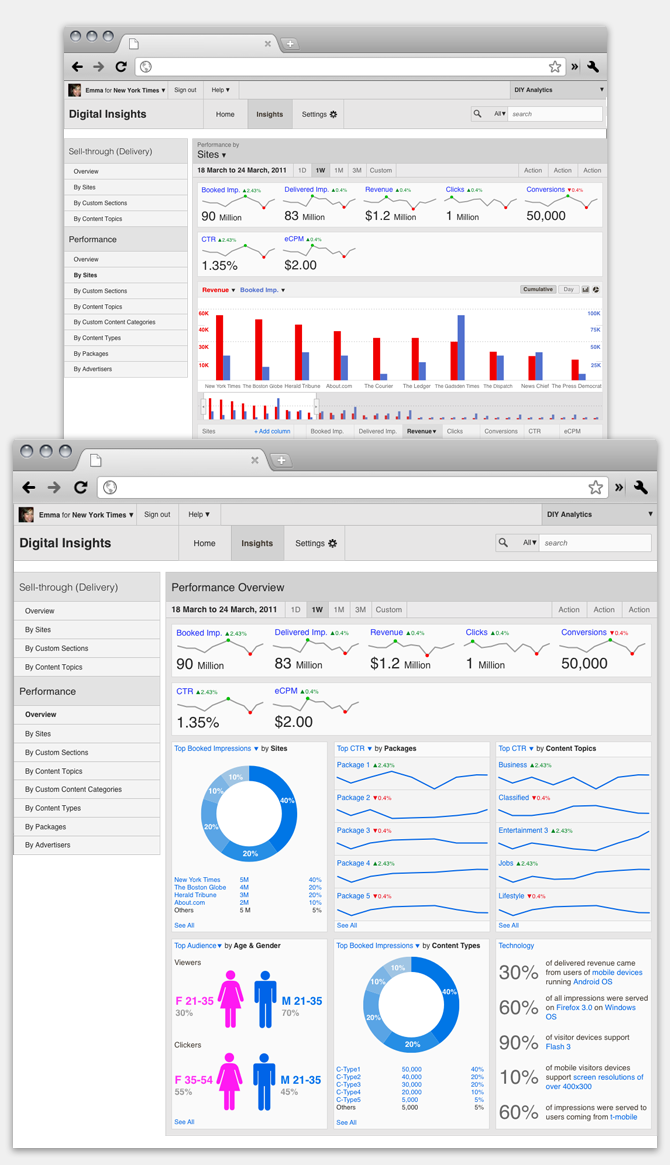 Emma for New York Times ▾ Sign out Help ▾ DIY Analytics ▾
Digital Insights Home Insights Settings All▾ search
Sell-through (Delivery)
Overview
By Sites
By Custom Sections
By Content Topics
Performance
Overview
By Sites
By Custom Sections
By Content Topics
By Custom Content Categories
By Content Types
By Packages
By Advertisers
Performance by
Sites ▾
18 March to 24 March, 2011 1D 1W 1M 3M Custom Action Action Action
Booked Imp. ▲2.43% Delivered Imp. ▲0.4% Revenue ▲0.4% Clicks ▲0.4% Conversions ▼0.4%
90 Million 83 Million $1.2 Million 1 Million 50,000
CTR ▲2.43% eCPM ▲0.4%
1.35% $2.00
Revenue ▾ Booked Imp. ▾ Cumulative Day
60K 100K
45K 75K
30K 50K
10K 25K
New York Times The Boston Globe Herald Tribune About.com The Courier The Ledger The Gadsden Times The Dispatch News Chief The Press Democrat
Sites + Add column Booked Imp. Delivered Imp. Revenue▾ Clicks Conversions CTR eCPM
Emma for New York Times ▾ Sign out Help ▾ DIY Analytics ▾
Digital Insights Home Insights Settings All▾ search
Sell-through (Delivery)
Overview
By Sites
By Custom Sections
By Content Topics
Performance
Overview
By Sites
By Custom Sections
By Content Topics
By Custom Content Categories
By Content Types
By Packages
By Advertisers
Performance Overview
18 March to 24 March, 2011 1D 1W 1M 3M Custom Action Action Action
Booked Imp. ▲2.43% Delivered Imp. ▲0.4% Revenue ▲0.4% Clicks ▲0.4% Conversions ▼0.4%
90 Million 83 Million $1.2 Million 1 Million 50,000
CTR ▲2.43% eCPM ▲0.4%
1.35% $2.00
Top Booked Impressions ▾ by Sites
10%
10%
40%
20%
20%
New York Times 5M 40%
The Boston Globe 4M 20%
Herald Tribune 3M 20%
About.com 2M 10%
Others 5 M 5%
See All
Top CTR ▾ by Packages
Package 1 ▲2.43%
Package 2 ▼0.4%
Package 3 ▼0.4%
Package 4 ▲2.43%
Package 5 ▼0.4%
See All
Top CTR ▾ by Content Topics
Business ▲2.43%
Classified ▼0.4%
Entertainment 3 ▲2.43%
Jobs ▲2.43%
Lifestyle ▼0.4%
See All
Top Audience▾ by Age & Gender
Viewers
F 21-35 M 21-35
30% 70%
Clickers
F 35-54 M 21-35
55% 45%
See All
Top Booked Impressions ▾ by Content Types
10%
10%
40%
20%
20%
C-Type1 50,000 40%
C-Type2 40,000 20%
C-Type3 30,000 20%
C-Type4 20,000 10%
C-Type5 5,000 5%
Others 5,000 5%
See All
Technology
30% of delivered revenue came
from users of mobile devices
running Android OS
60% of all impressions were served
on Firefox 3.0 on Windows
OS
90% of visitor devices support
Flash 3
10% of mobile visitors devices
support screen resolutions of
over 400x300
60% of impressions were served to
users coming from t-mobile